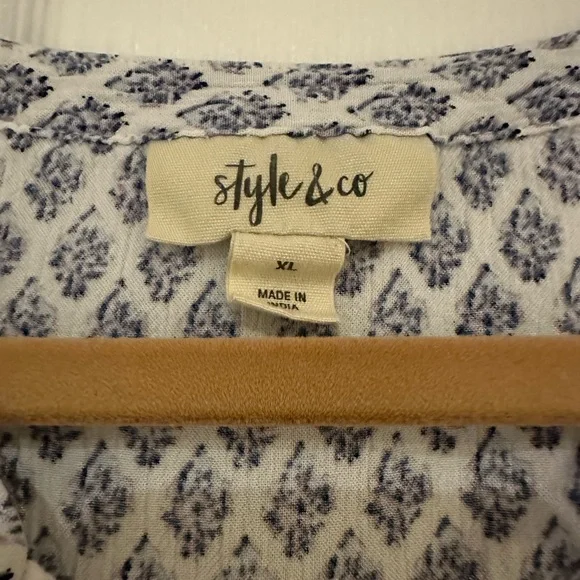 style & co
XL
MADE IN
INDIA